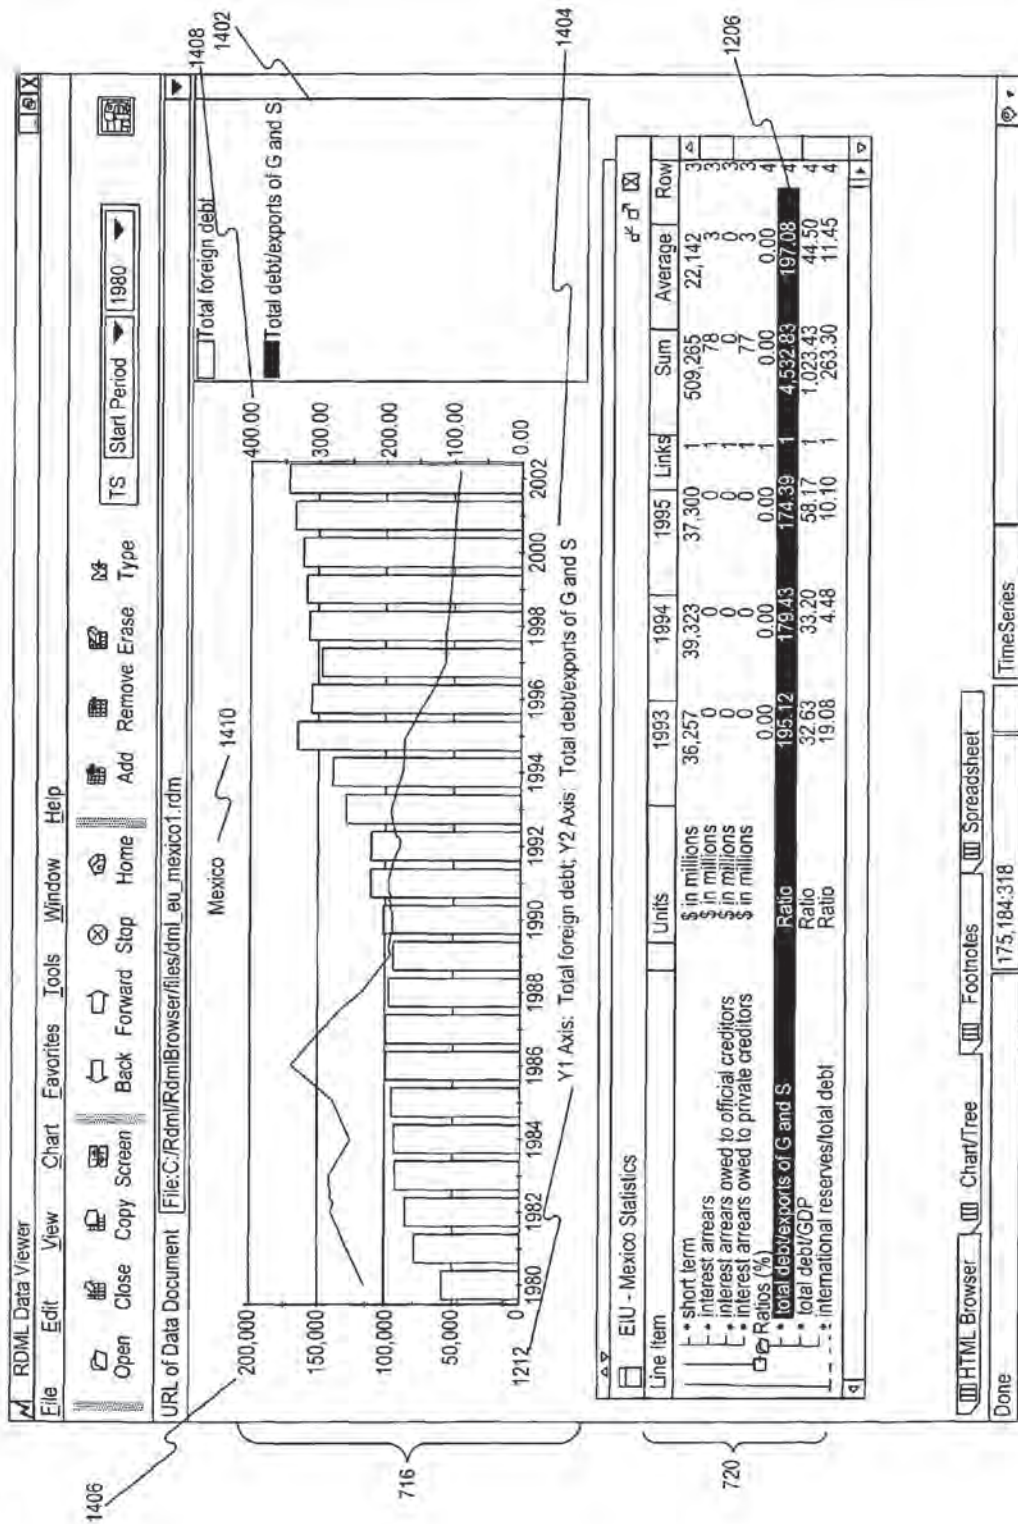 RDML Data Viewer
File Edit View Chart Favorites Tools Window Help
Open Close Copy Screen Back Forward Stop Home Add Remove Erase Type TS Start Period 1980
URL of Data Document File:C:/Rdml/RdmlBrowser/files/dml_eu_mexico1.rdm
1406
1408
1402
Mexico 1410
200,000
150,000
100,000
50,000
0
400.00
300.00
200.00
100.00
0.00
1980 1982 1984 1986 1988 1990 1992 1994 1996 1998 2000 2002
Total foreign debt
Total debt/exports of G and S
1212
Y1 Axis: Total foreign debt; Y2 Axis: Total debt/exports of G and S
1404
716
EIU - Mexico Statistics
Line Item Units 1993 1994 1995 Links Sum Average Row
short term $ in millions 36,257 39,323 37,300 1 509,265 22,142 3
interest arrears $ in millions 0 0 0 1 78 3 3
interest arrears owed to official creditors $ in millions 0 0 0 1 0 0 3
interest arrears owed to private creditors $ in millions 0 0 0 1 77 3 3
Ratios (%) 0.00 0.00 0.00 1 0.00 0.00 4
total debt/exports of G and S Ratio 195.12 179.43 174.39 1 4,532.83 197.08 4
total debt/GDP Ratio 32.63 33.20 58.17 1 1,023.43 44.50 4
international reserves/total debt Ratio 19.08 4.48 10.10 1 263.30 11.45 4
720
1206
HTML Browser Chart/Tree Footnotes Spreadsheet
Done 175,184:318 TimeSeries